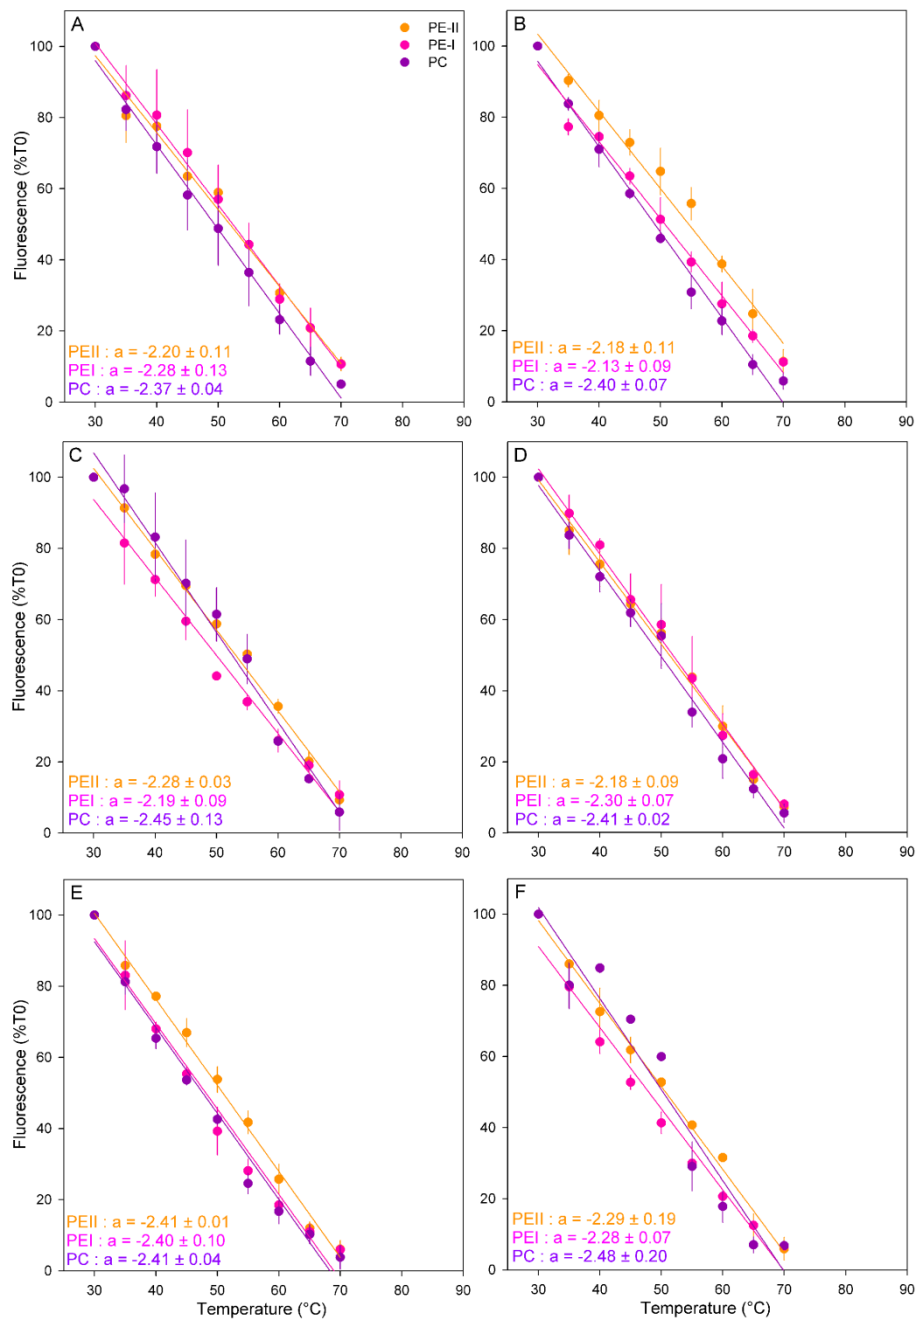 A
PE-II
PE-I
PC
100
80
60
40
20
0
Fluorescence (%T0)
PEII : a = -2.20 ± 0.11
PEI : a = -2.28 ± 0.13
PC : a = -2.37 ± 0.04
30 40 50 60 70 80 90
B
100
80
60
40
20
0
PEII : a = -2.18 ± 0.11
PEI : a = -2.13 ± 0.09
PC : a = -2.40 ± 0.07
30 40 50 60 70 80 90
C
100
80
60
40
20
0
Fluorescence (%T0)
PEII : a = -2.28 ± 0.03
PEI : a = -2.19 ± 0.09
PC : a = -2.45 ± 0.13
30 40 50 60 70 80 90
D
100
80
60
40
20
0
PEII : a = -2.18 ± 0.09
PEI : a = -2.30 ± 0.07
PC : a = -2.41 ± 0.02
30 40 50 60 70 80 90
E
100
80
60
40
20
0
Fluorescence (%T0)
PEII : a = -2.41 ± 0.01
PEI : a = -2.40 ± 0.10
PC : a = -2.41 ± 0.04
30 40 50 60 70 80 90
Temperature (°C)
F
100
80
60
40
20
0
PEII : a = -2.29 ± 0.19
PEI : a = -2.28 ± 0.07
PC : a = -2.48 ± 0.20
30 40 50 60 70 80 90
Temperature (°C)